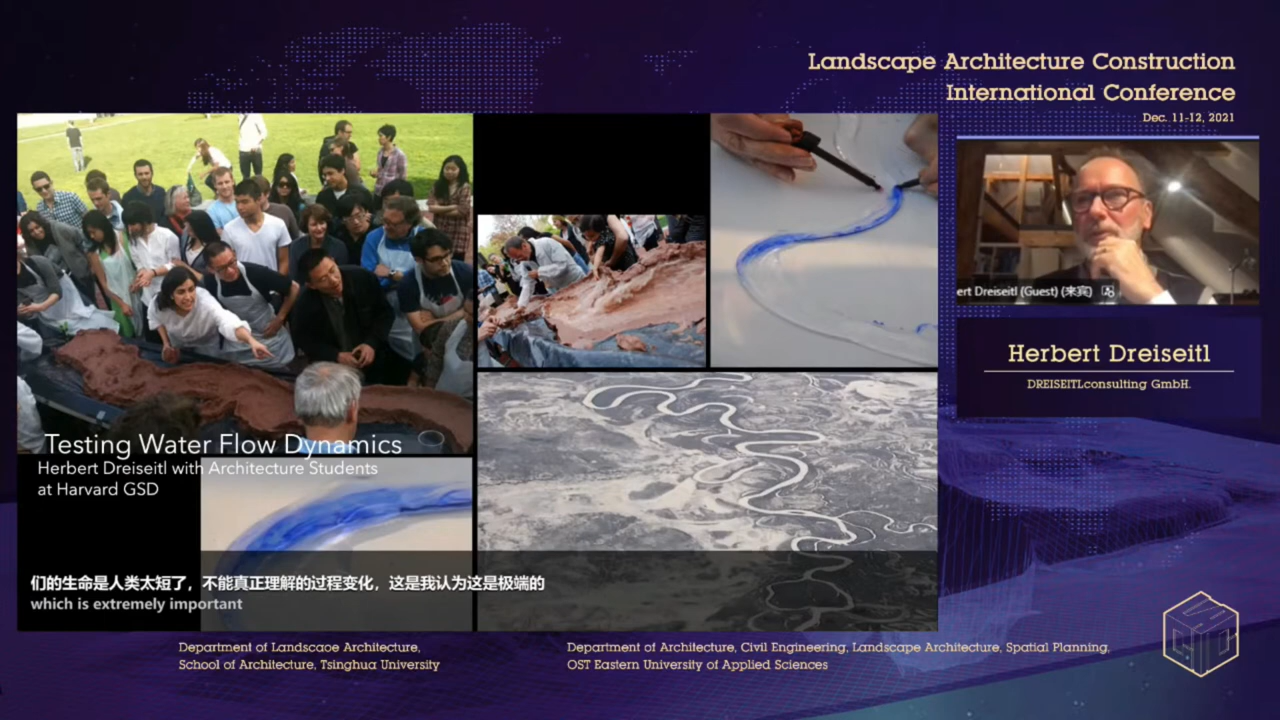 Landscape Architecture Construction
International Conference
Dec. 11-12, 2021
ert Dreiseitl (Guest) (来宾)
Herbert Dreiseitl
DREISEITLconsulting GmbH.
Testing Water Flow Dynamics
Herbert Dreiseitl with Architecture Students
at Harvard GSD
们的生命是人类太短了，不能真正理解的过程变化，这是我认为这是极端的
which is extremely important
Department of Landscaoe Architecture,
School of Architecture, Tsinghua University
Department of Architecture, Civil Engineering, Landscape Architecture, Spatial Planning,
OST Eastern University of Applied Sciences